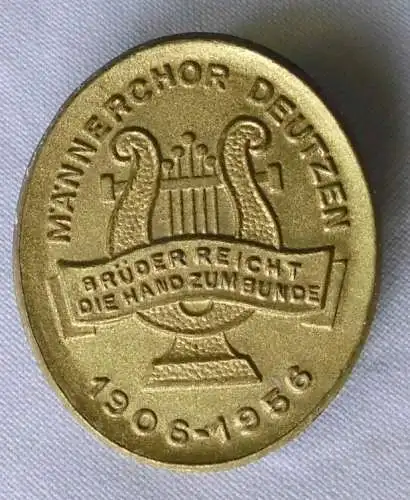 MÄNNERCHOR DEUTZEN
BRÜDER REICHT
DIE HAND ZUM BUNDE
1906-1956